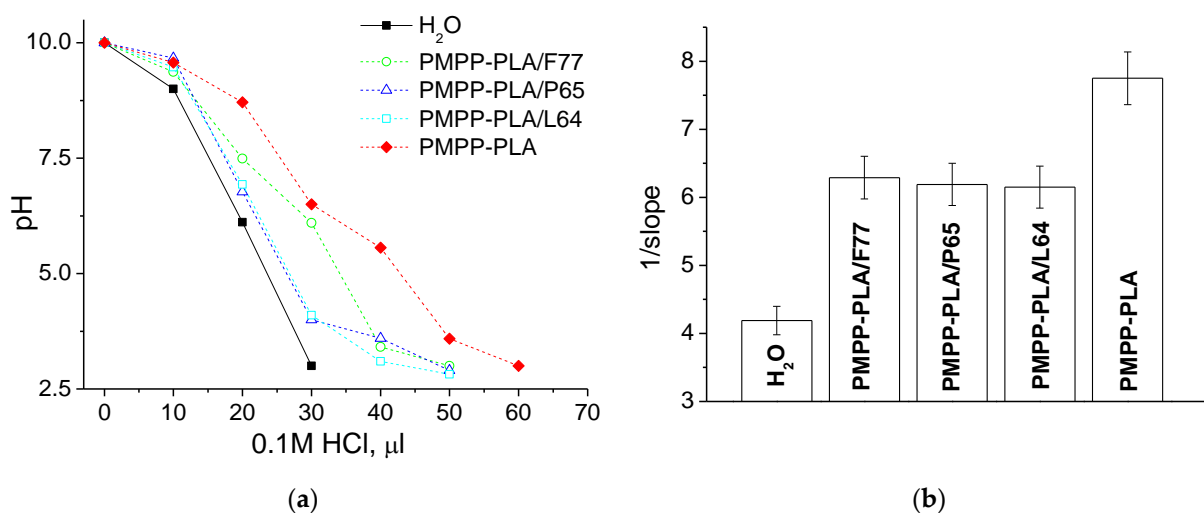 H₂O
PMPP-PLA/F77
PMPP-PLA/P65
PMPP-PLA/L64
PMPP-PLA
10.0
7.5
5.0
2.5
pH
0 10 20 30 40 50 60 70
0.1M HCl, μl
(a)
8
7
6
5
4
3
1/slope
H₂O
PMPP-PLA/F77
PMPP-PLA/P65
PMPP-PLA/L64
PMPP-PLA
(b)